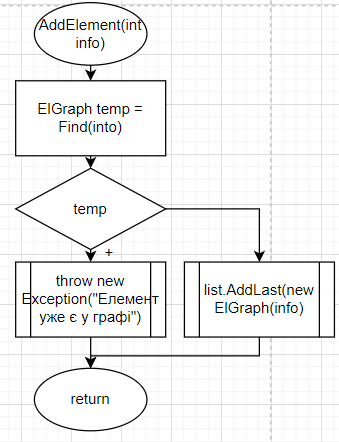 AddElement(int
info)
ElGraph temp =
Find(into)
temp
+
throw new
Exception("Елемент
уже є у графі")
list.AddLast(new
ElGraph(info)
return